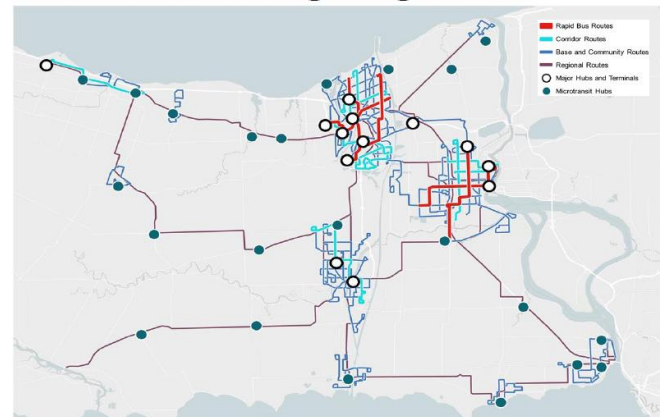 Rapid Bus Routes
Corridor Routes
Base and Community Routes
Regional Routes
Major Hubs and Terminals
Microtransit Hubs